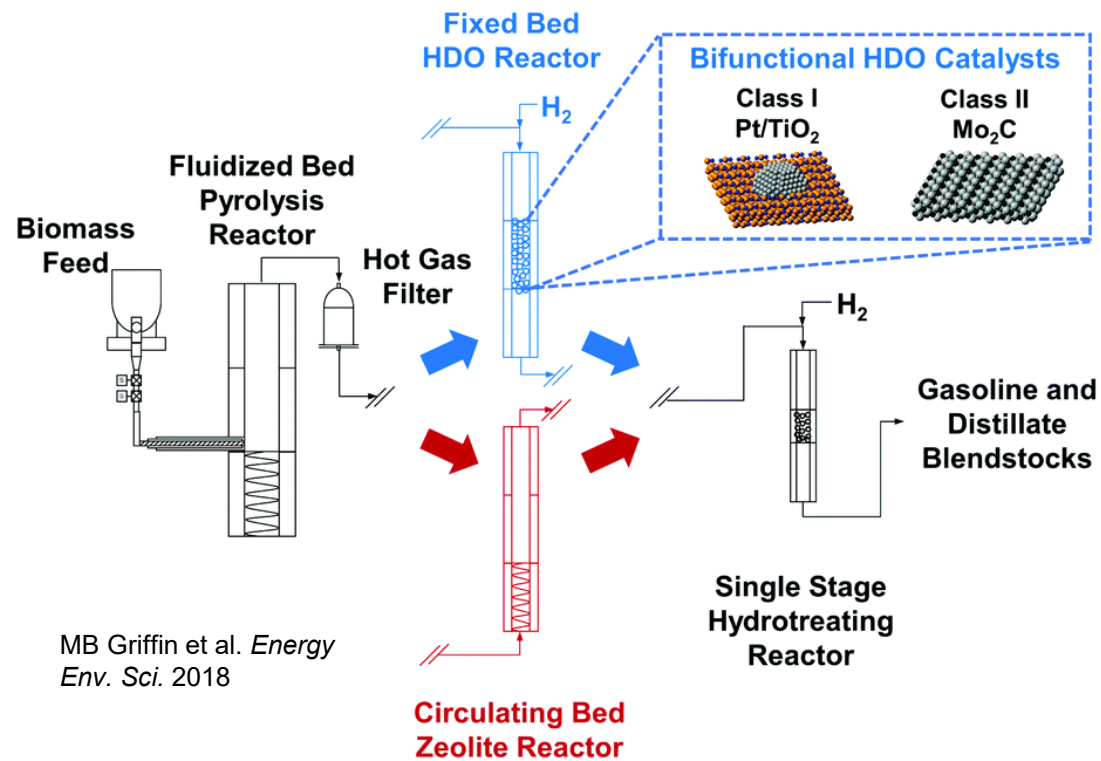 Fixed Bed
HDO Reactor
H2
Bifunctional HDO Catalysts
Class I
Pt/TiO2
Class II
Mo2C
Fluidized Bed
Pyrolysis
Reactor
Biomass
Feed
Hot Gas
Filter
H2
Gasoline and
Distillate
Blendstocks
Single Stage
Hydrotreating
Reactor
MB Griffin et al. Energy
Env. Sci. 2018
Circulating Bed
Zeolite Reactor